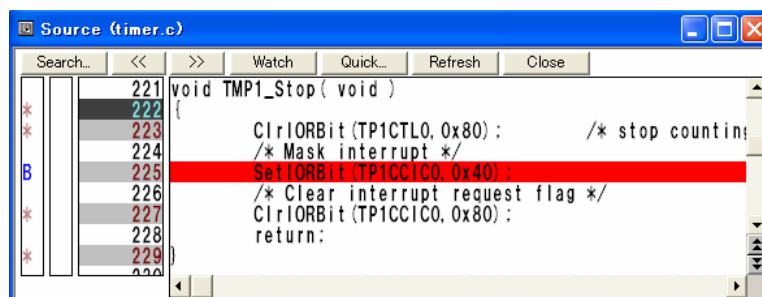 Source (timer.c)
Search... << >> Watch Quick... Refresh Close
221 void TMP1_Stop( void )
* 222 {
* 223 ClrIORBit(TP1CTL0,0x80); /* stop counting
224 /* Mask interrupt */
B 225 SetIORBit(TP1CCIC0,0x40);
226 /* Clear interrupt request flag */
* 227 ClrIORBit(TP1CCIC0,0x80);
228 return;
* 229 }